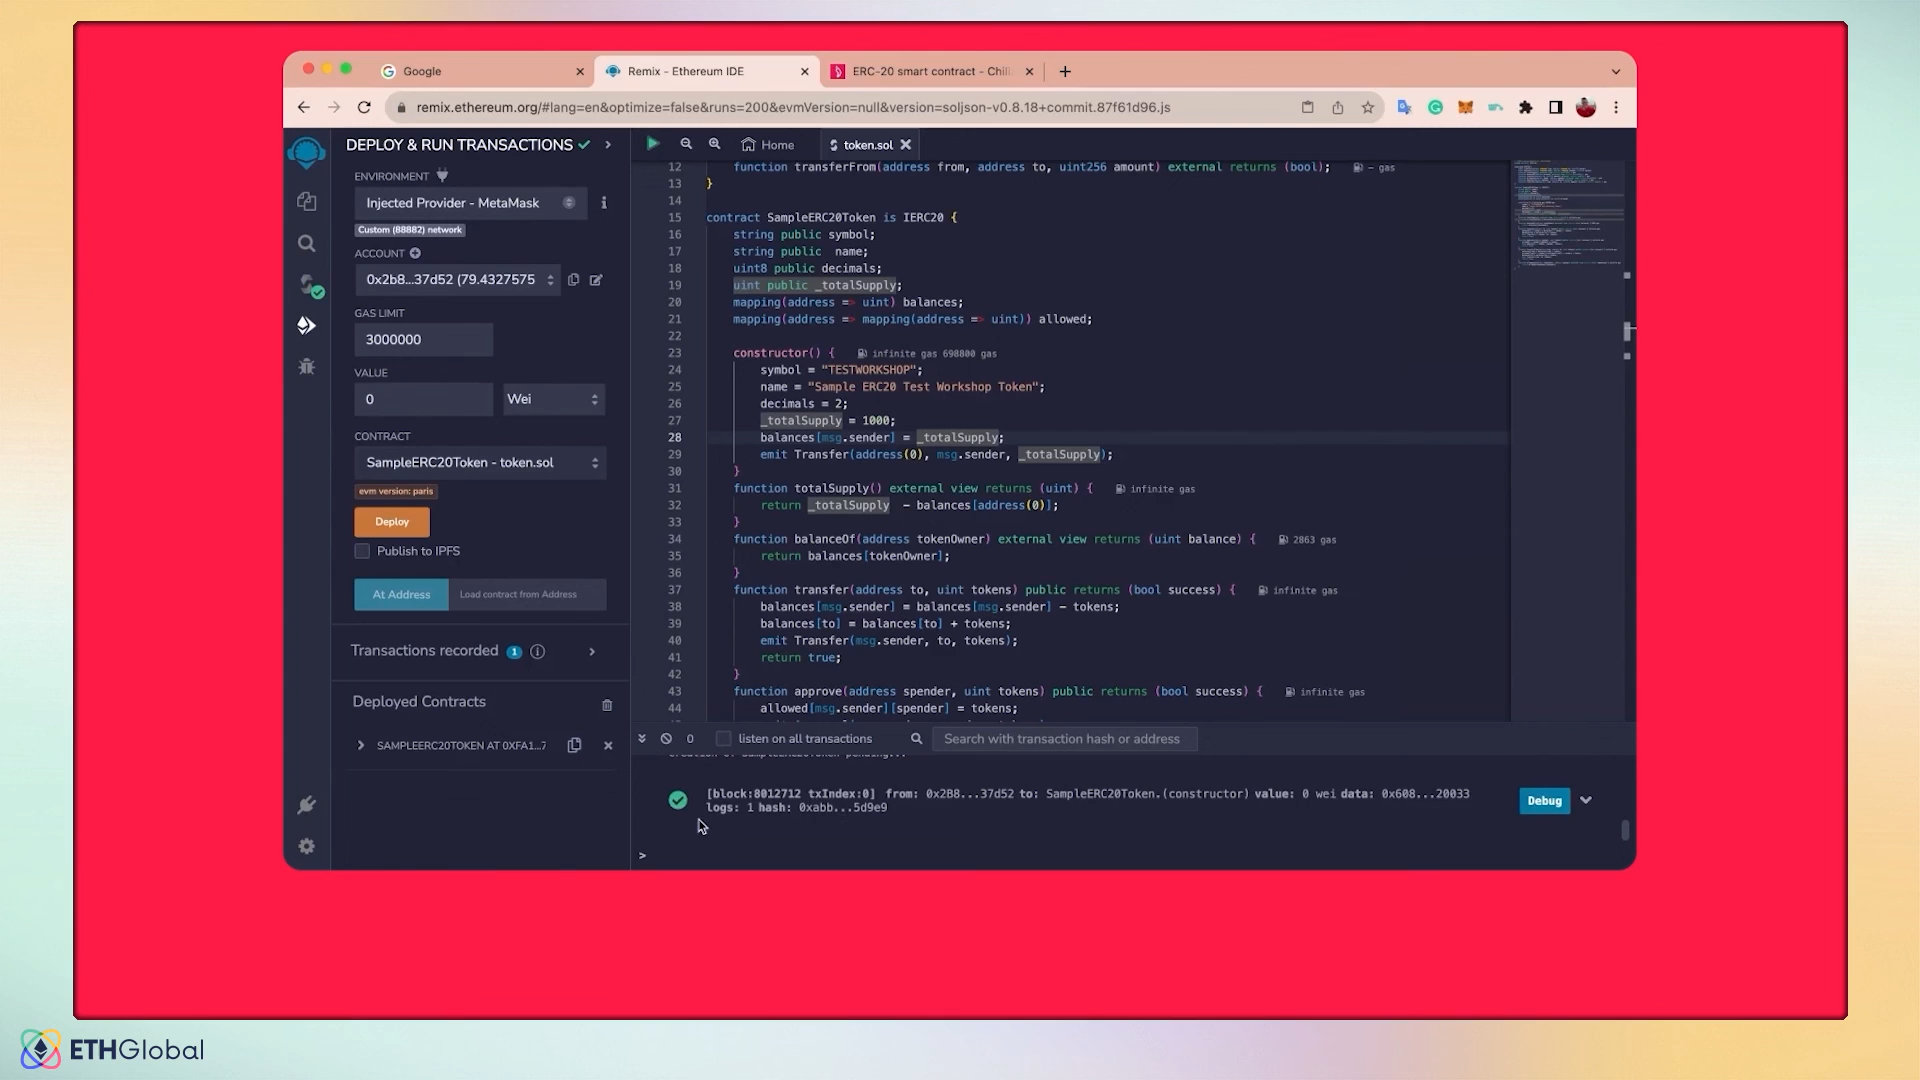 Google
Remix - Ethereum IDE
ERC-20 smart contract - Chil
remix.ethereum.org/#lang=en&optimize=false&runs=200&evmVersion=null&version=soljson-v0.8.18+commit.87f61d96.js
DEPLOY & RUN TRANSACTIONS
ENVIRONMENT
Injected Provider - MetaMask
Custom (88882) network
ACCOUNT
0x2b8...37d52 (79.4327575
GAS LIMIT
3000000
VALUE
0
Wei
CONTRACT
SampleERC20Token - token.sol
evm version: paris
Deploy
Publish to IPFS
At Address
Load contract from Address
Transactions recorded 1
Deployed Contracts
SAMPLEERC20TOKEN AT 0XFA1...7
Home
token.sol
12 function transferFrom(address from, address to, uint256 amount) external returns (bool); - gas
13 }
14
15 contract SampleERC20Token is IERC20 {
16 string public symbol;
17 string public  name;
18 uint8 public decimals;
19 uint public _totalSupply;
20 mapping(address => uint) balances;
21 mapping(address => mapping(address => uint)) allowed;
22
23 constructor() { infinite gas 698800 gas
24 symbol = "TESTWORKSHOP";
25 name = "Sample ERC20 Test Workshop Token";
26 decimals = 2;
27 _totalSupply = 1000;
28 balances[msg.sender] = _totalSupply;
29 emit Transfer(address(0), msg.sender, _totalSupply);
30 }
31 function totalSupply() external view returns (uint) { infinite gas
32 return _totalSupply  - balances[address(0)];
33 }
34 function balanceOf(address tokenOwner) external view returns (uint balance) { 2863 gas
35 return balances[tokenOwner];
36 }
37 function transfer(address to, uint tokens) public returns (bool success) { infinite gas
38 balances[msg.sender] = balances[msg.sender] - tokens;
39 balances[to] = balances[to] + tokens;
40 emit Transfer(msg.sender, to, tokens);
41 return true;
42 }
43 function approve(address spender, uint tokens) public returns (bool success) { infinite gas
44 allowed[msg.sender][spender] = tokens;
0
listen on all transactions
Search with transaction hash or address
[block:8012712 txIndex:0] from: 0x2B8...37d52 to: SampleERC20Token.(constructor) value: 0 wei data: 0x608...20033
logs: 1 hash: 0xabb...5d9e9
Debug
>
ETHGlobal